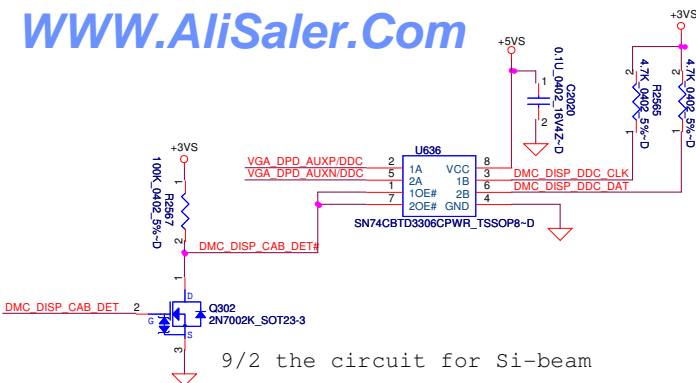 WWW.AliSaler.Com
+3VS
+5VS
0.1U_0402_16V4Z~D
C2020
1
2
4.7K_0402_5%~D
R2565
2
1
4.7K_0402_5%~D
2
1
+3VS
100K_0402_5%~D
R2567
1
2
U636
VGA_DPD_AUXP/DDC 2 1A VCC 8
VGA_DPD_AUXN/DDC 5 2A 1B 3 DMC_DISP_DDC_CLK
1 1OE# 2B 6 DMC_DISP_DDC_DAT
7 2OE# GND 4
SN74CBTD3306CPWR_TSSOP8~D
DMC_DISP_CAB_DET#
1
D
DMC_DISP_CAB_DET 2
G
S
3
Q302
2N7002K_SOT23-3
9/2 the circuit for Si-beam